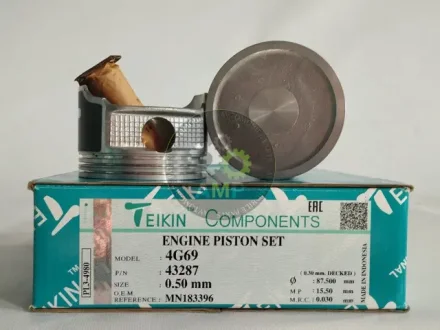 MP
TEIKIN COMPONENTS
EAC
ENGINE PISTON SET
MODEL: 4G69
P/N : 43287
SIZE : 0.50 mm
O.E.M. REFERENCE: MN183396
( 0.50 mm. DECKED )
Ø : 87.500 mm
M P : 15.50 mm
M.R.C : 0.030 mm
MADE IN INDONESIA
PL3-4980